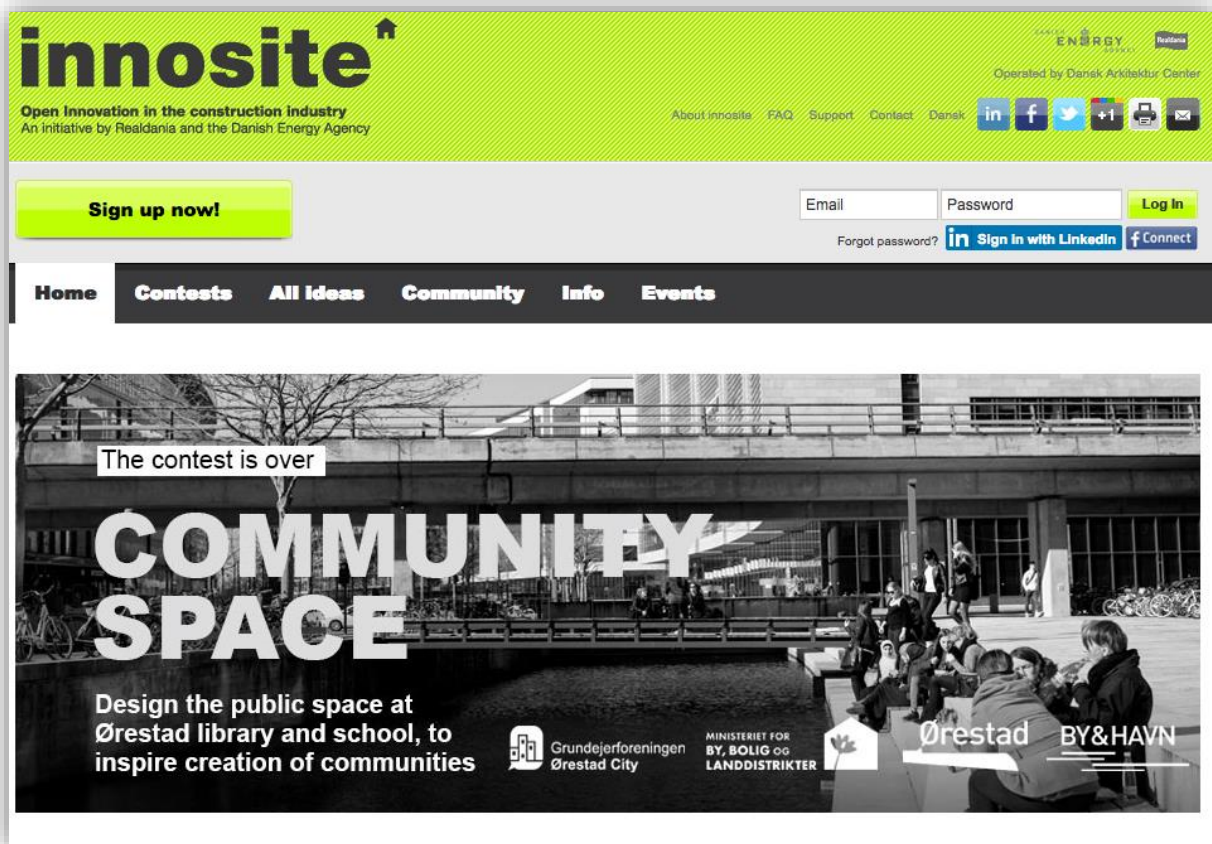 innosite
Open Innovation in the construction industry
An initiative by Realdania and the Danish Energy Agency
DANISH ENERGY AGENCY
Realdania
Operated by Dansk Arkitektur Center
About innosite FAQ Support Contact Dansk
in f +1
Sign up now!
Email Password Log In
Forgot password? in Sign in with LinkedIn f Connect
Home Contests All ideas Community Info Events
The contest is over
COMMUNITY
SPACE
Design the public space at
Ørestad library and school, to
inspire creation of communities
Grundejerforeningen
Ørestad City
MINISTERIET FOR
BY, BOLIG OG
LANDDISTRIKTER
Ørestad
BY&HAVN